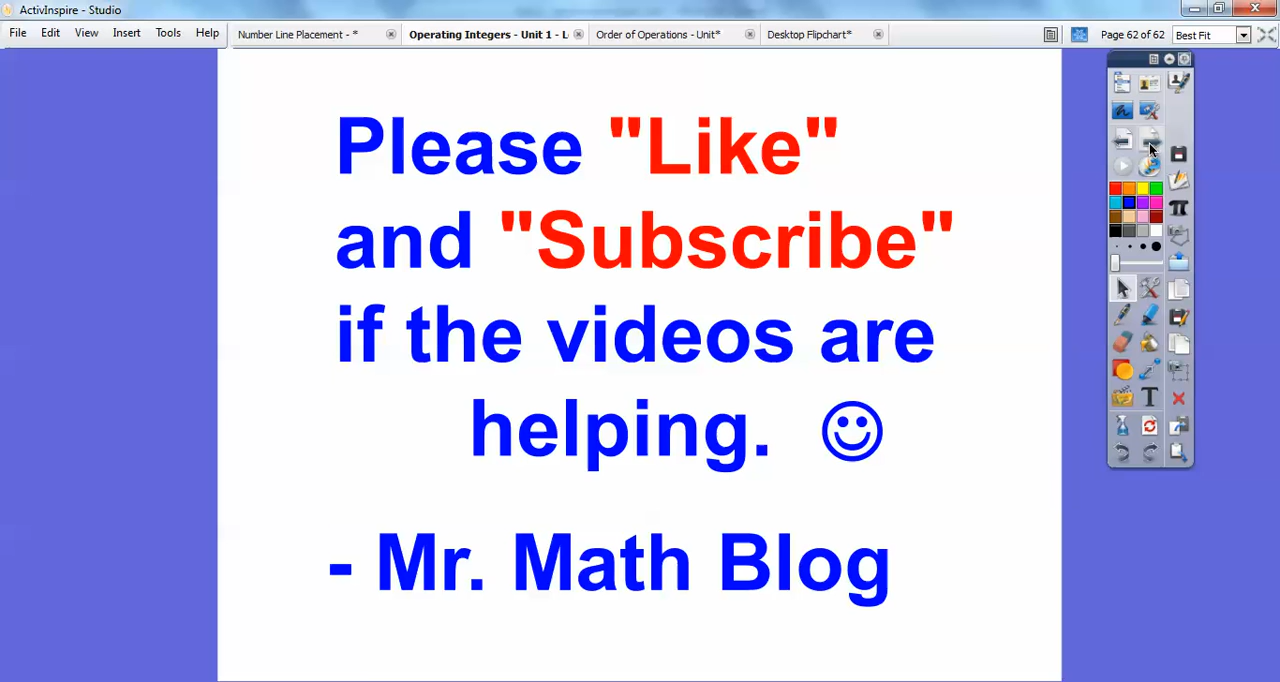 ActivInspire - Studio
File Edit View Insert Tools Help
Number Line Placement - * Operating Integers - Unit 1 - L Order of Operations - Unit* Desktop Flipchart* Page 62 of 62 Best Fit
Please "Like"
and "Subscribe"
if the videos are
helping. ☺
- Mr. Math Blog